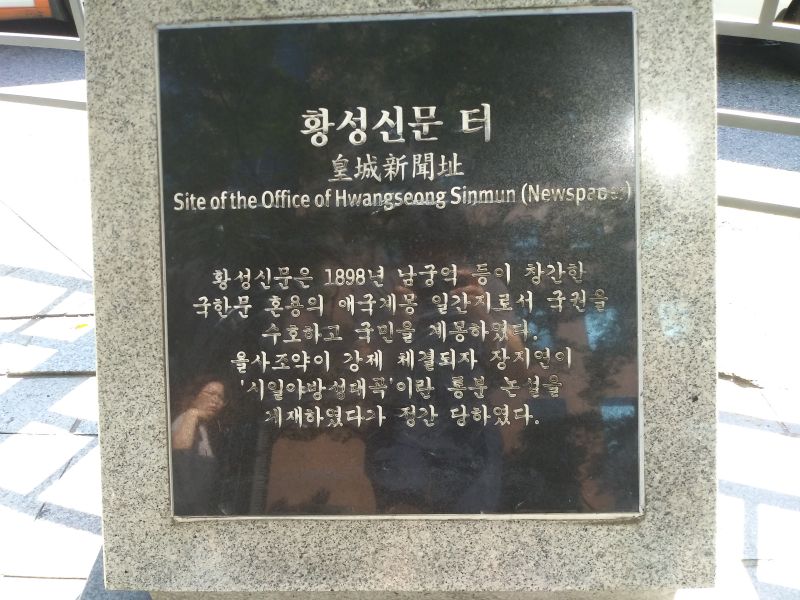 황성신문 터
皇城新聞址
Site of the Office of Hwangseong Sinmun (Newspaper)
황성신문은 1898년 남궁억 등이 창간한
국한문 혼용의 애국계몽 일간지로서 국권을
수호하고 국민을 계몽하였다.
을사조약이 강제 체결되자 장지연이
'시일야방성대곡'이란 통분 논설을
게재하였다가 정간 당하였다.